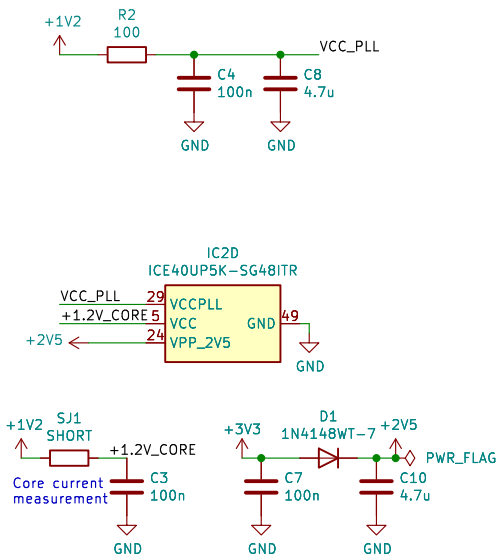 +1V2
R2
100
VCC_PLL
C4
100n
C8
4.7u
GND
GND
IC2D
ICE40UP5K-SG48ITR
VCC_PLL
29
VCCPLL
+1.2V_CORE
5
VCC
GND
49
+2V5
24
VPP_2V5
GND
+1V2
SJ1
SHORT
+1.2V_CORE
Core current
measurement
C3
100n
GND
+3V3
D1
1N4148WT-7
+2V5
PWR_FLAG
C7
100n
C10
4.7u
GND
GND